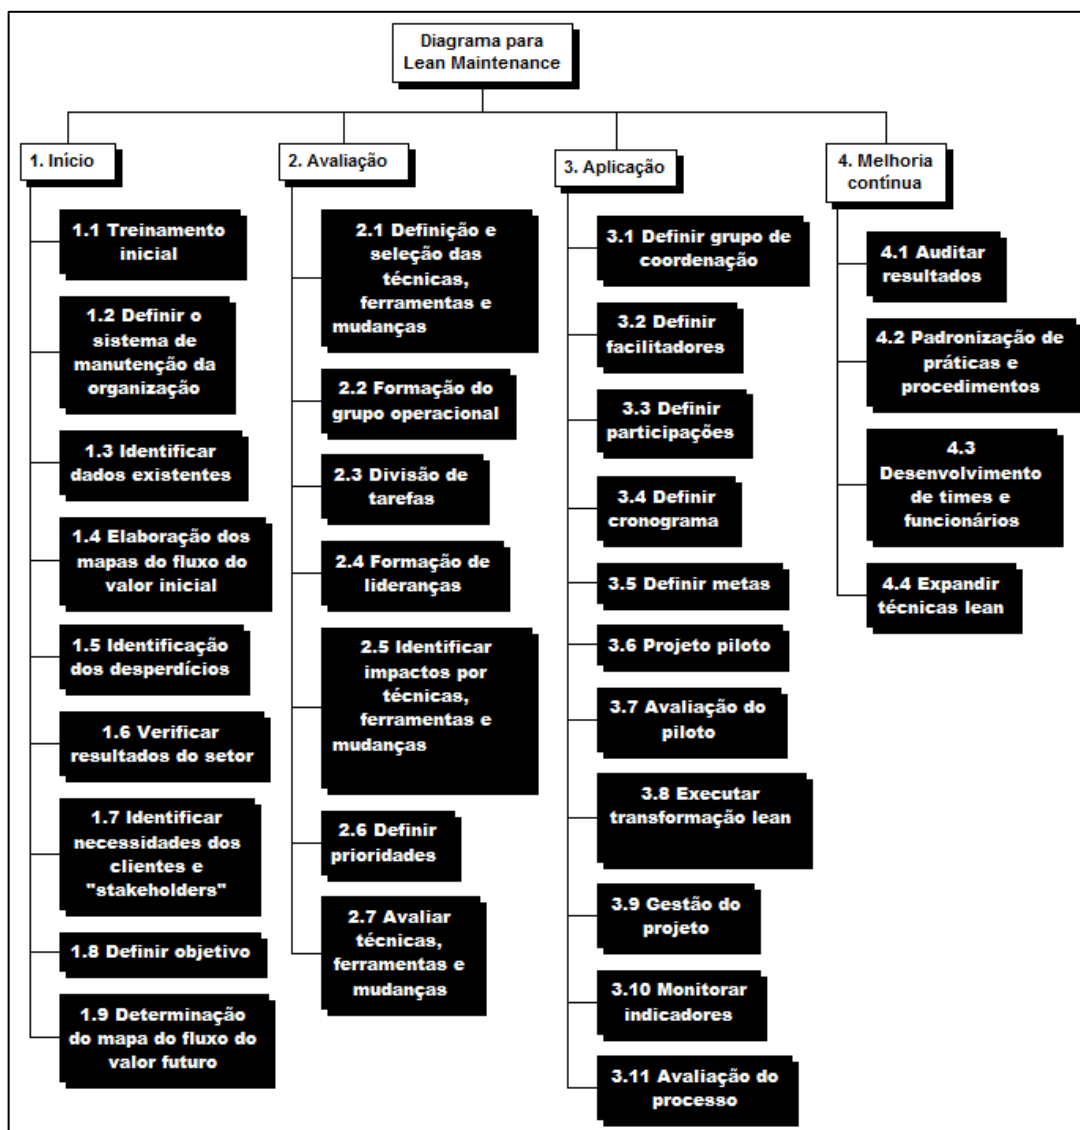 Diagrama para
Lean Maintenance
1. Início
1.1 Treinamento
inicial
1.2 Definir o
sistema de
manutenção da
organização
1.3 Identificar
dados existentes
1.4 Elaboração dos
mapas do fluxo do
valor inicial
1.5 Identificação
dos desperdícios
1.6 Verificar
resultados do setor
1.7 Identificar
necessidades dos
clientes e
"stakeholders"
1.8 Definir objetivo
1.9 Determinação
do mapa do fluxo do
valor futuro
2. Avaliação
2.1 Definição e
seleção das
técnicas,
ferramentas e
mudanças
2.2 Formação do
grupo operacional
2.3 Divisão de
tarefas
2.4 Formação de
lideranças
2.5 Identificar
impactos por
técnicas,
ferramentas e
mudanças
2.6 Definir
prioridades
2.7 Avaliar
técnicas,
ferramentas e
mudanças
3. Aplicação
3.1 Definir grupo de
coordenação
3.2 Definir
facilitadores
3.3 Definir
participações
3.4 Definir
cronograma
3.5 Definir metas
3.6 Projeto piloto
3.7 Avaliação do
piloto
3.8 Executar
transformação lean
3.9 Gestão do
projeto
3.10 Monitorar
indicadores
3.11 Avaliação do
processo
4. Melhoria
contínua
4.1 Auditar
resultados
4.2 Padronização de
práticas e
procedimentos
4.3
Desenvolvimento
de times e
funcionários
4.4 Expandir
técnicas lean